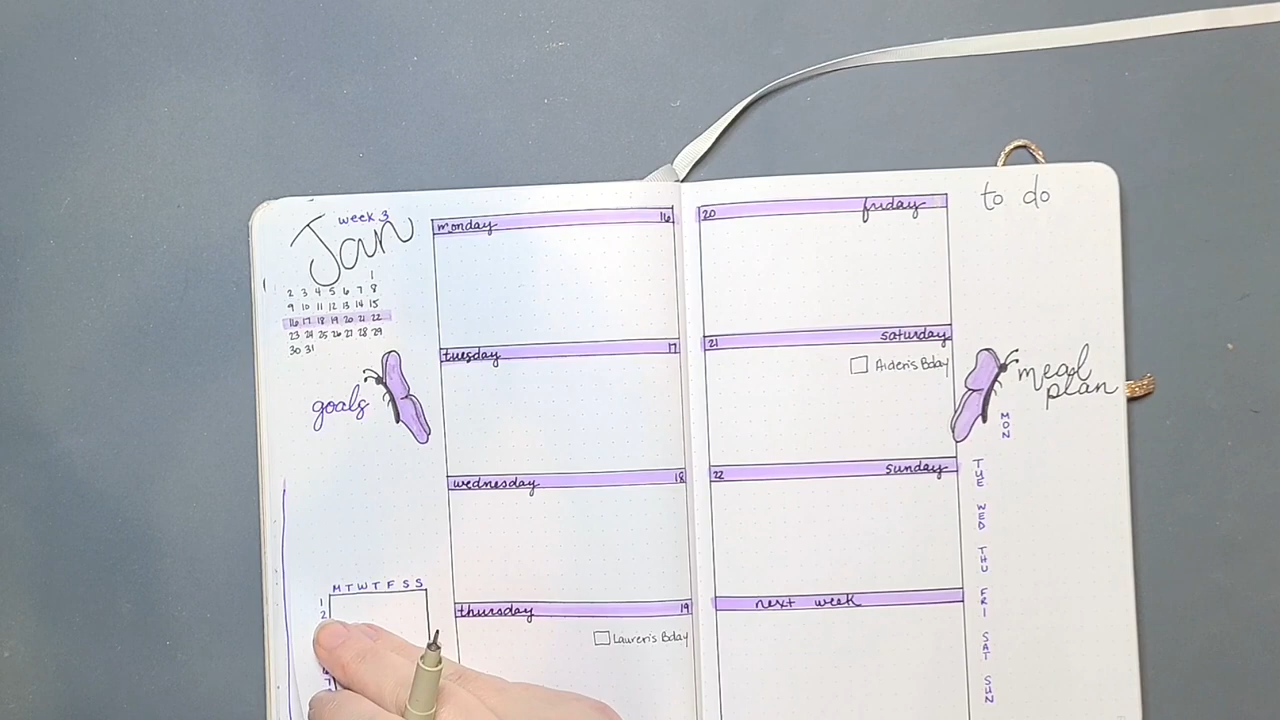 week 3
Jan
1
2 3 4 5 6 7 8
9 10 11 12 13 14 15
16 17 18 19 20 21 22
23 24 25 26 27 28 29
30 31
goals
M T W T F S S
1
2
7
monday 16
tuesday 17
wednesday 18
thursday 19
Lauren's Bday
20 friday
21 saturday
Aiden's Bday
22 sunday
next week
to do
meal
plan
MON
TUE
WED
THU
FRI
SAT
SUN